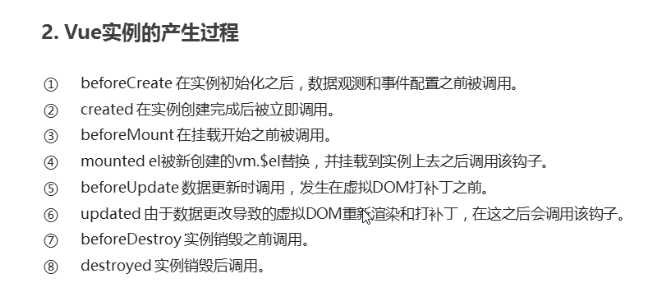 2. Vue实例的产生过程
① beforeCreate 在实例初始化之后，数据观测和事件配置之前被调用。
② created 在实例创建完成后被立即调用。
③ beforeMount 在挂载开始之前被调用。
④ mounted el被新创建的vm.$el替换，并挂载到实例上去之后调用该钩子。
⑤ beforeUpdate 数据更新时调用，发生在虚拟DOM打补丁之前。
⑥ updated 由于数据更改导致的虚拟DOM重新渲染和打补丁，在这之后会调用该钩子。
⑦ beforeDestroy 实例销毁之前调用。
⑧ destroyed 实例销毁后调用。